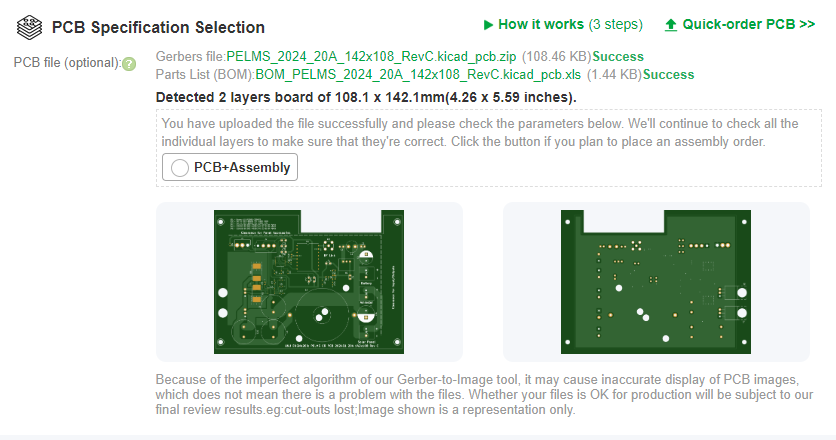 PCB Specification Selection
How it works (3 steps)
Quick-order PCB >>
PCB file (optional):?
Gerbers file:PELMS_2024_20A_142x108_RevC.kicad_pcb.zip (108.46 KB)Success
Parts List (BOM):BOM_PELMS_2024_20A_142x108_RevC.kicad_pcb.xls (1.44 KB)Success
Detected 2 layers board of 108.1 x 142.1mm(4.26 x 5.59 inches).
You have uploaded the file successfully and please check the parameters below. We'll continue to check all the
individual layers to make sure that they're correct. Click the button if you plan to place an assembly order.
PCB+Assembly
Because of the imperfect algorithm of our Gerber-to-Image tool, it may cause inaccurate display of PCB images,
which does not mean there is a problem with the files. Whether your files is OK for production will be subject to our
final review results.eg:cut-outs lost;Image shown is a representation only.